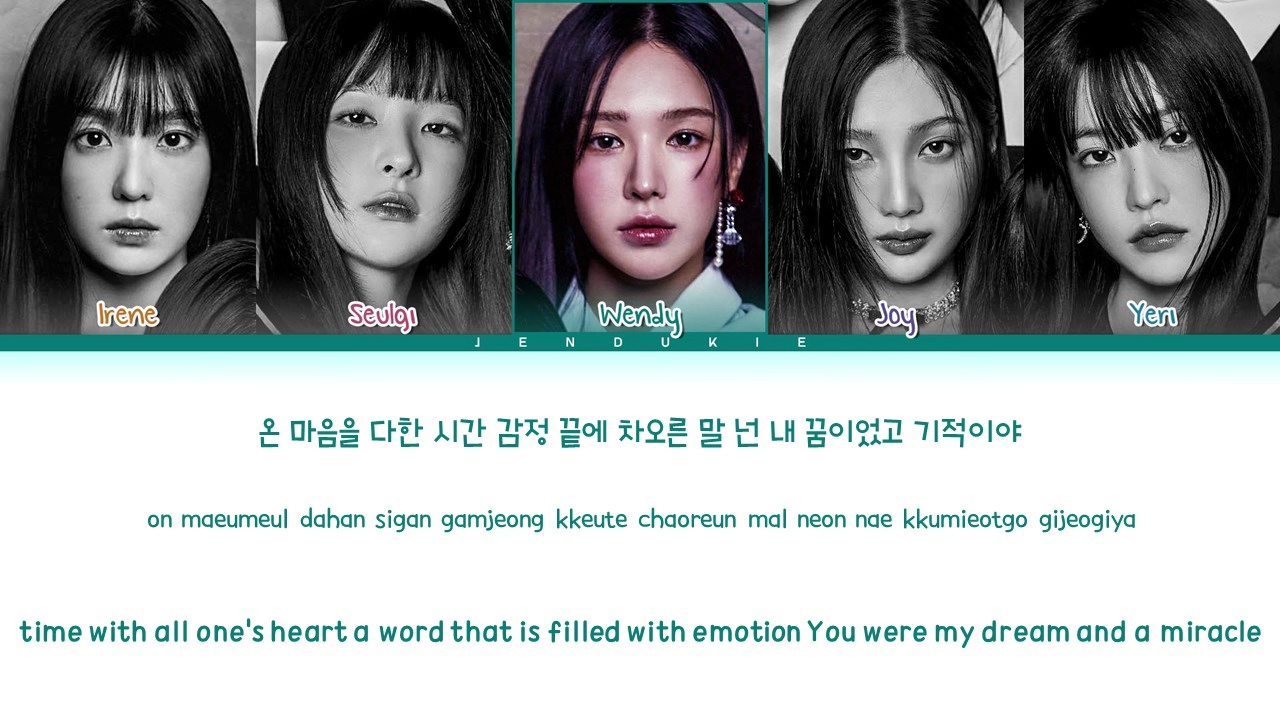 Irene
Seulgi
Wendy
Joy
Yeri
JENDUKIE
온 마음을 다한 시간 감정 끝에 차오른 말 넌 내 꿈이었고 기적이야
on maeumeul dahan sigan gamjeong kkeute chaoreun mal neon nae kkumieotgo gijeogiya
time with all one's heart a word that is filled with emotion You were my dream and a miracle